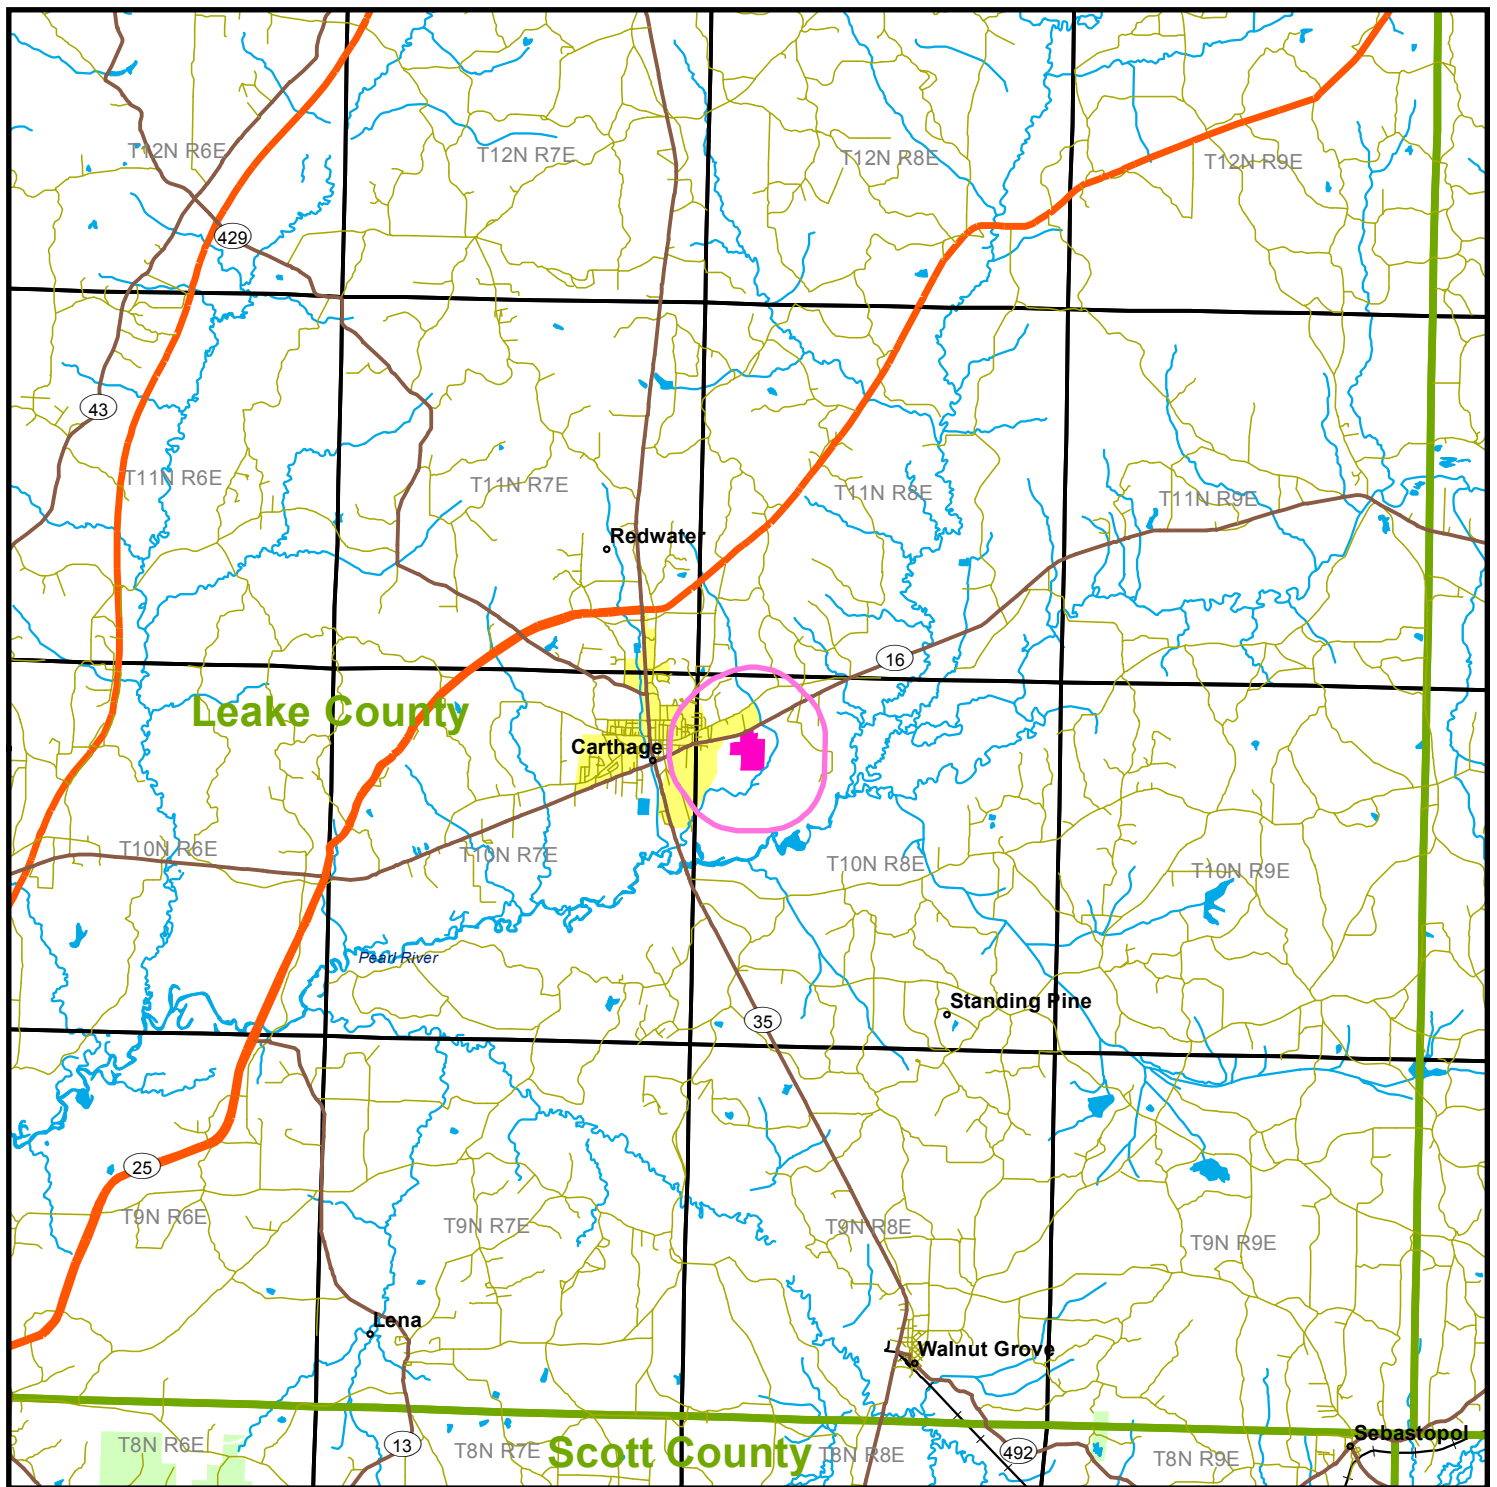 T12N R6E
T12N R7E
T12N R8E
T12N R9E
429
43
T11N R6E
T11N R7E
T11N R8E
T11N R9E
Redwater
16
Leake County
Carthage
T10N R6E
T10N R7E
T10N R8E
T10N R9E
Pearl River
Standing Pine
35
25
T9N R6E
T9N R7E
T9N R8E
T9N R9E
Lena
Walnut Grove
Sebastopol
T8N R6E
13
T8N R7E
Scott County
T8N R8E
492
T8N R9E